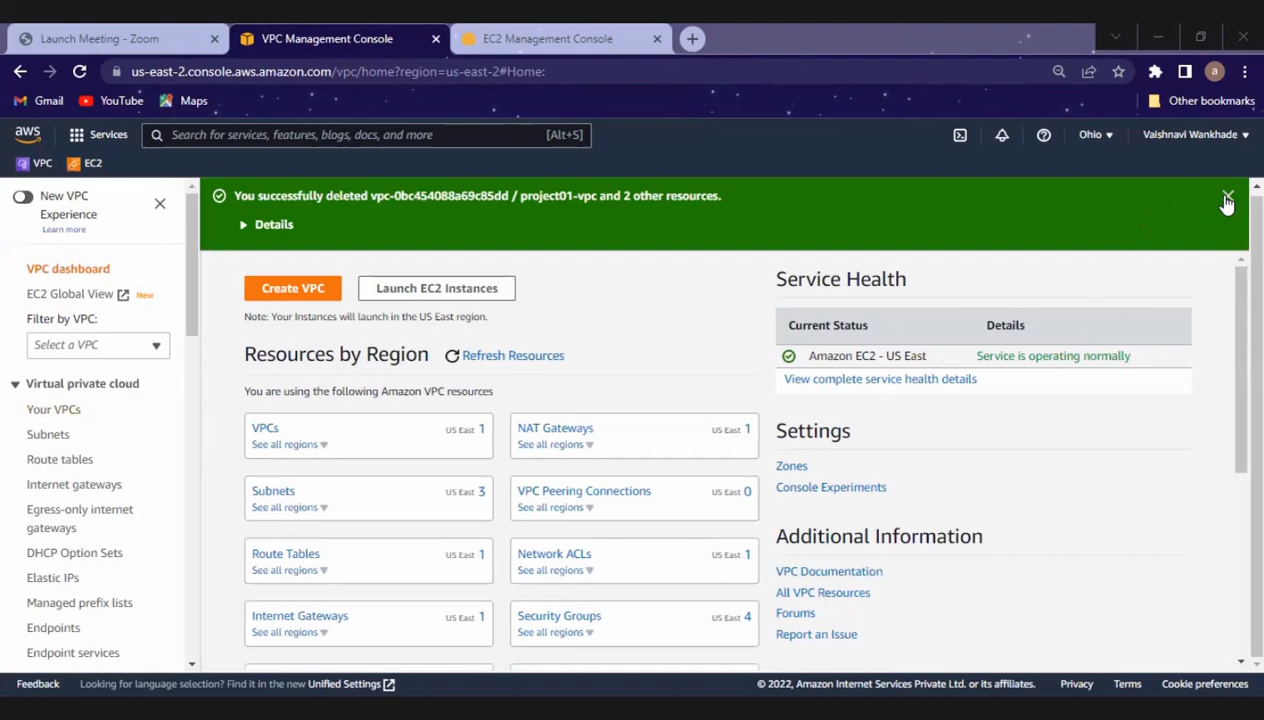 Launch Meeting - Zoom
VPC Management Console
EC2 Management Console
us-east-2.console.aws.amazon.com/vpc/home?region=us-east-2#Home:
a
Gmail
YouTube
Maps
Other bookmarks
aws
Services
Search for services, features, blogs, docs, and more
[Alt+S]
Ohio
Vaishnavi Wankhade
VPC
EC2
New VPC
Experience
Learn more
You successfully deleted vpc-0bc454088a69c85dd / project01-vpc and 2 other resources.
Details
VPC dashboard
EC2 Global View
New
Filter by VPC:
Select a VPC
Virtual private cloud
Your VPCs
Subnets
Route tables
Internet gateways
Egress-only internet
gateways
DHCP Option Sets
Elastic IPs
Managed prefix lists
Endpoints
Endpoint services
Create VPC
Launch EC2 Instances
Note: Your Instances will launch in the US East region.
Resources by Region
Refresh Resources
You are using the following Amazon VPC resources
VPCs
US East 1
See all regions
NAT Gateways
US East 1
See all regions
Subnets
US East 3
See all regions
VPC Peering Connections
US East 0
See all regions
Route Tables
US East 1
See all regions
Network ACLs
US East 1
See all regions
Internet Gateways
US East 1
See all regions
Security Groups
US East 4
See all regions
Service Health
Current Status
Details
Amazon EC2 - US East
Service is operating normally
View complete service health details
Settings
Zones
Console Experiments
Additional Information
VPC Documentation
All VPC Resources
Forums
Report an Issue
Feedback
Looking for language selection? Find it in the new Unified Settings
© 2022, Amazon Internet Services Private Ltd. or its affiliates.
Privacy
Terms
Cookie preferences